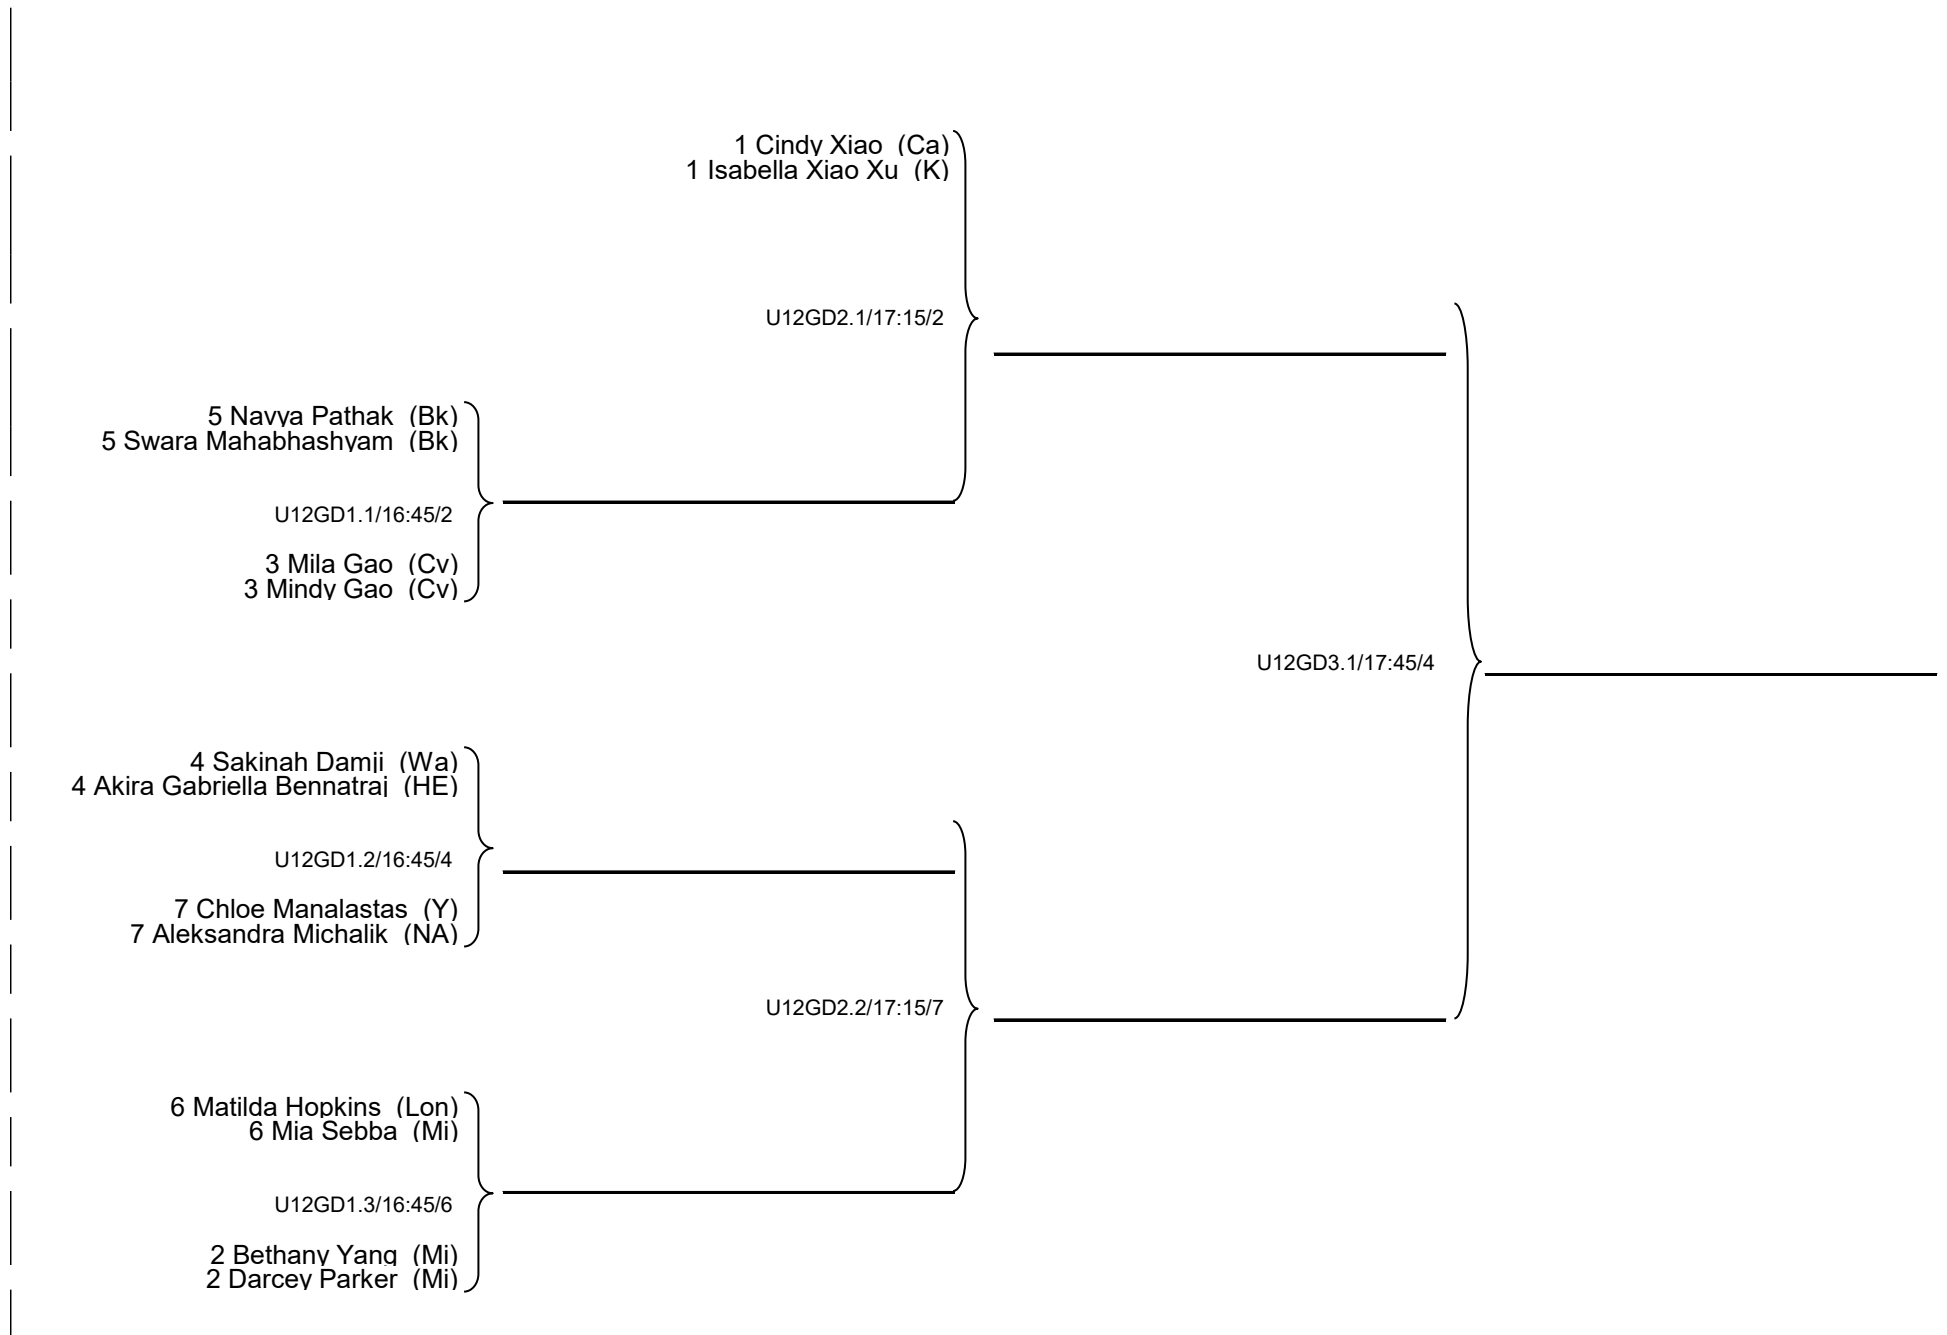 1 Cindy Xiao (Ca)
1 Isabella Xiao Xu (K)
U12GD2.1/17:15/2
5 Navya Pathak (Bk)
5 Swara Mahabhashyam (Bk)
U12GD1.1/16:45/2
3 Mila Gao (Cv)
3 Mindy Gao (Cv)
U12GD3.1/17:45/4
4 Sakinah Damji (Wa)
4 Akira Gabriella Bennatraj (HE)
U12GD1.2/16:45/4
7 Chloe Manalastas (Y)
7 Aleksandra Michalik (NA)
U12GD2.2/17:15/7
6 Matilda Hopkins (Lon)
6 Mia Sebba (Mi)
U12GD1.3/16:45/6
2 Bethany Yang (Mi)
2 Darcey Parker (Mi)